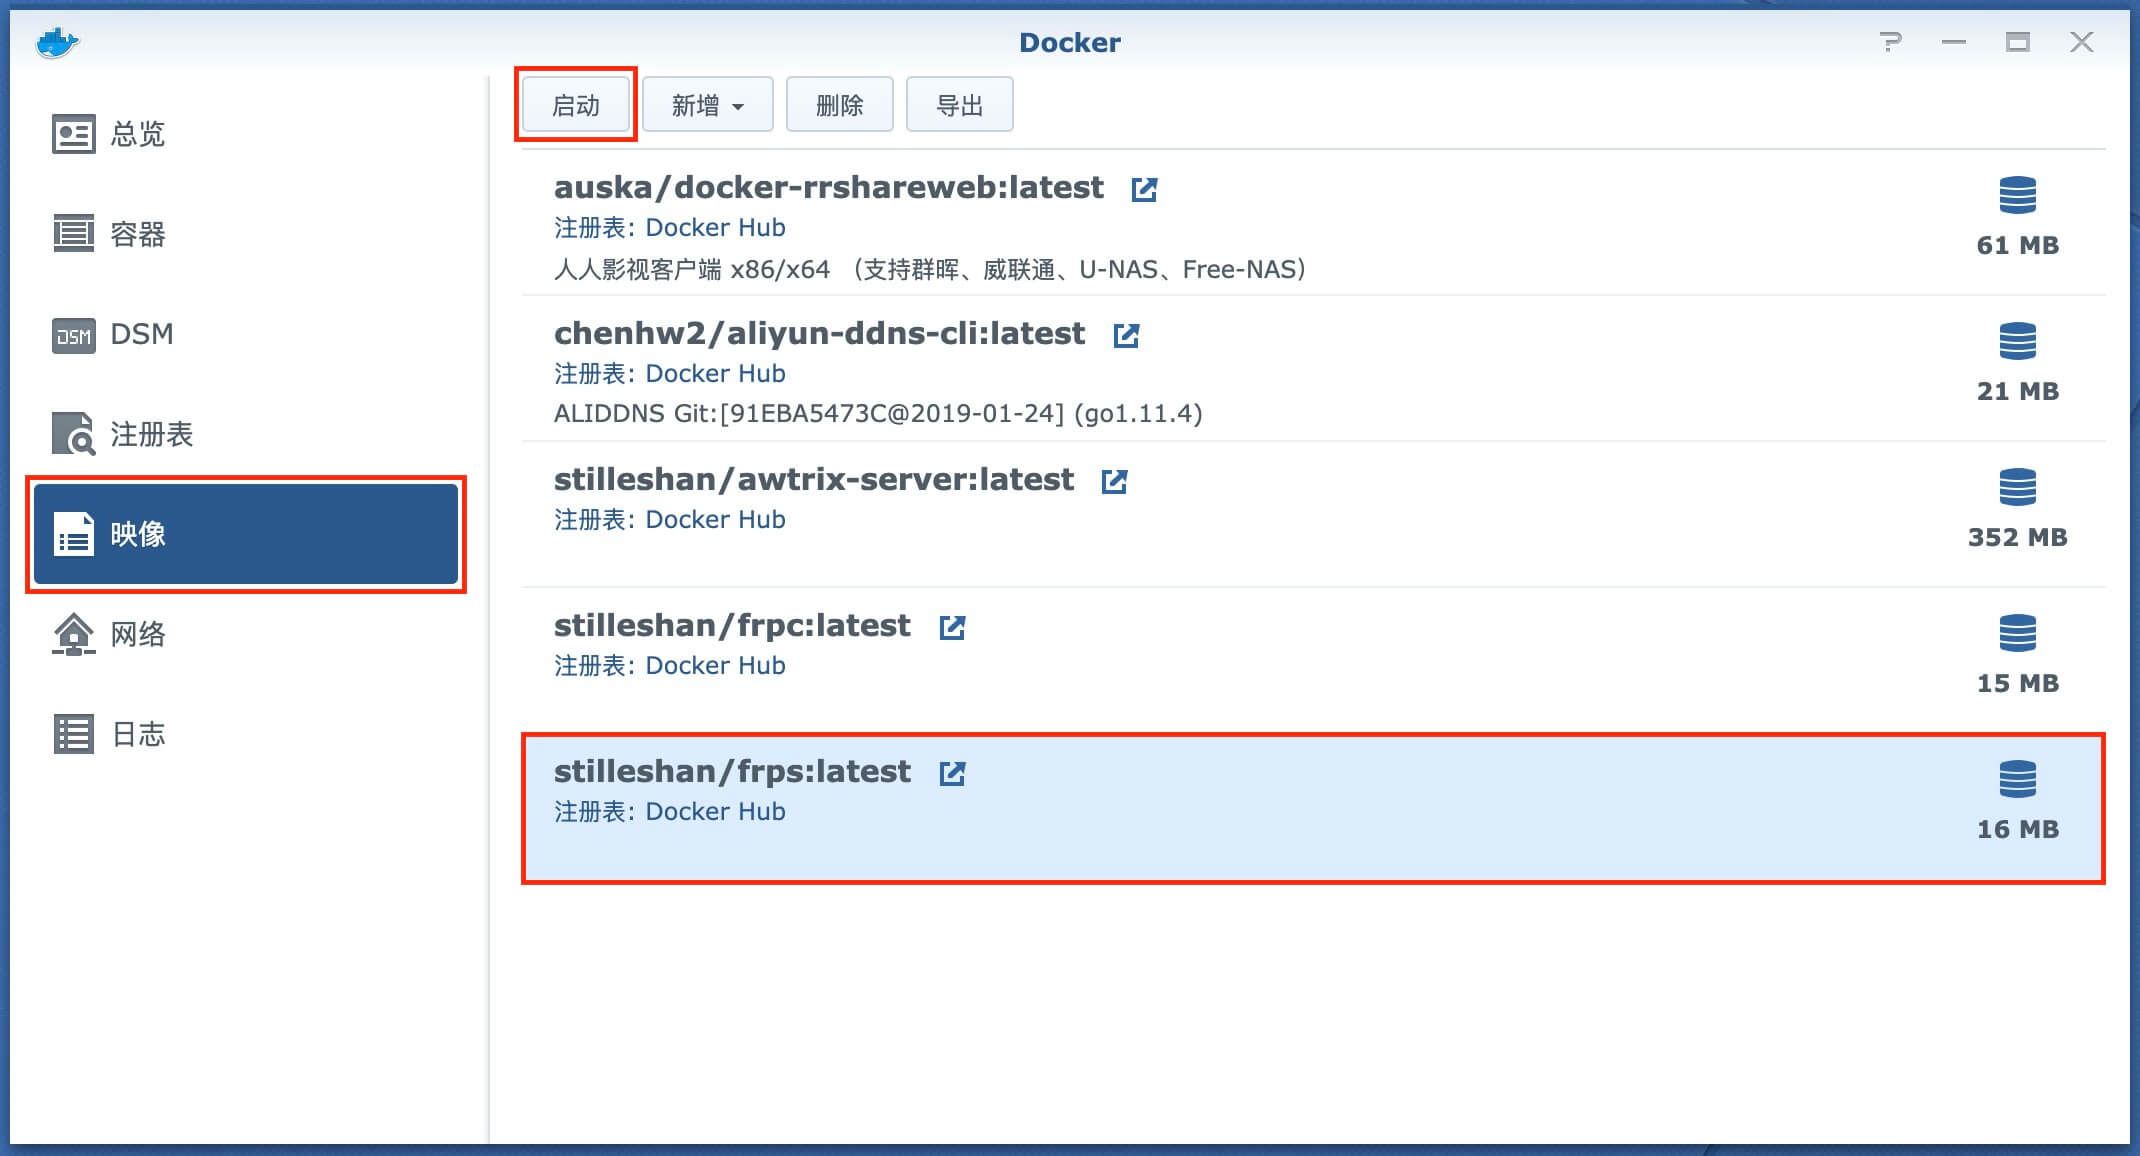 Docker
总览
容器
DSM
DSM
注册表
映像
网络
日志
启动
新增
删除
导出
auska/docker-rrshareweb:latest
注册表: Docker Hub
人人影视客户端 x86/x64 （支持群晖、威联通、U-NAS、Free-NAS）
61 MB
chenhw2/aliyun-ddns-cli:latest
注册表: Docker Hub
ALIDDNS Git:[91EBA5473C@2019-01-24] (go1.11.4)
21 MB
stilleshan/awtrix-server:latest
注册表: Docker Hub
352 MB
stilleshan/frpc:latest
注册表: Docker Hub
15 MB
stilleshan/frps:latest
注册表: Docker Hub
16 MB